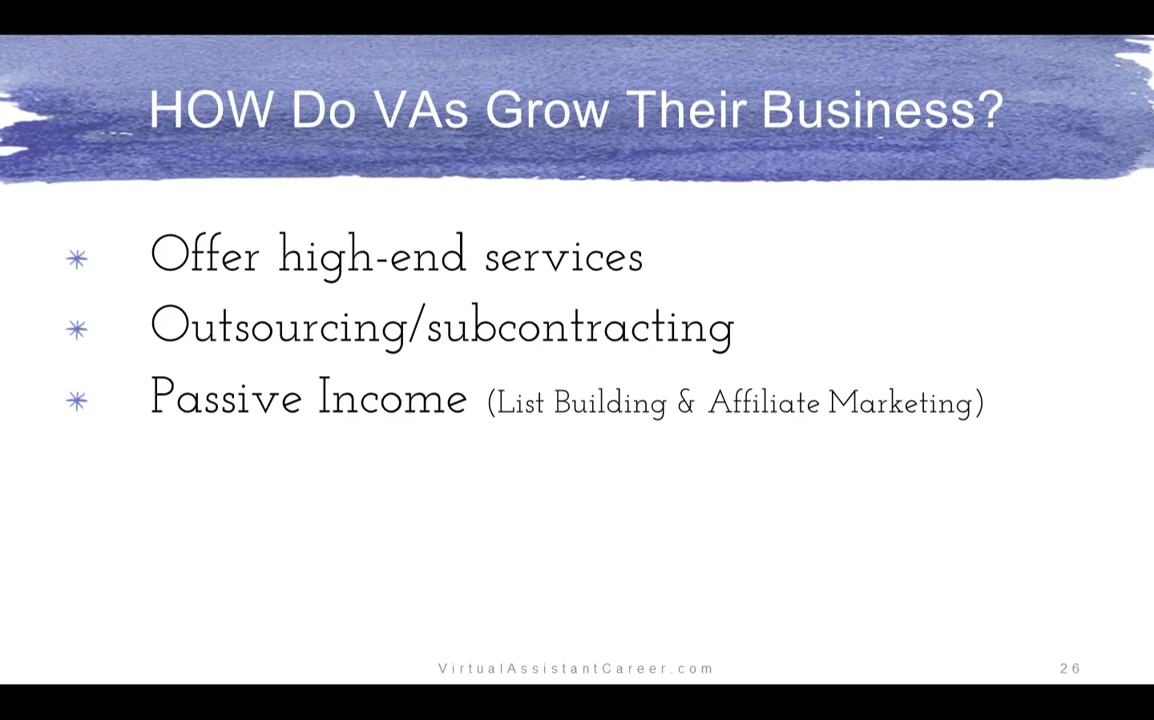 HOW Do VAs Grow Their Business?
Offer high-end services
Outsourcing/subcontracting
Passive Income (List Building & Affiliate Marketing)
VirtualAssistantCareer.com
26